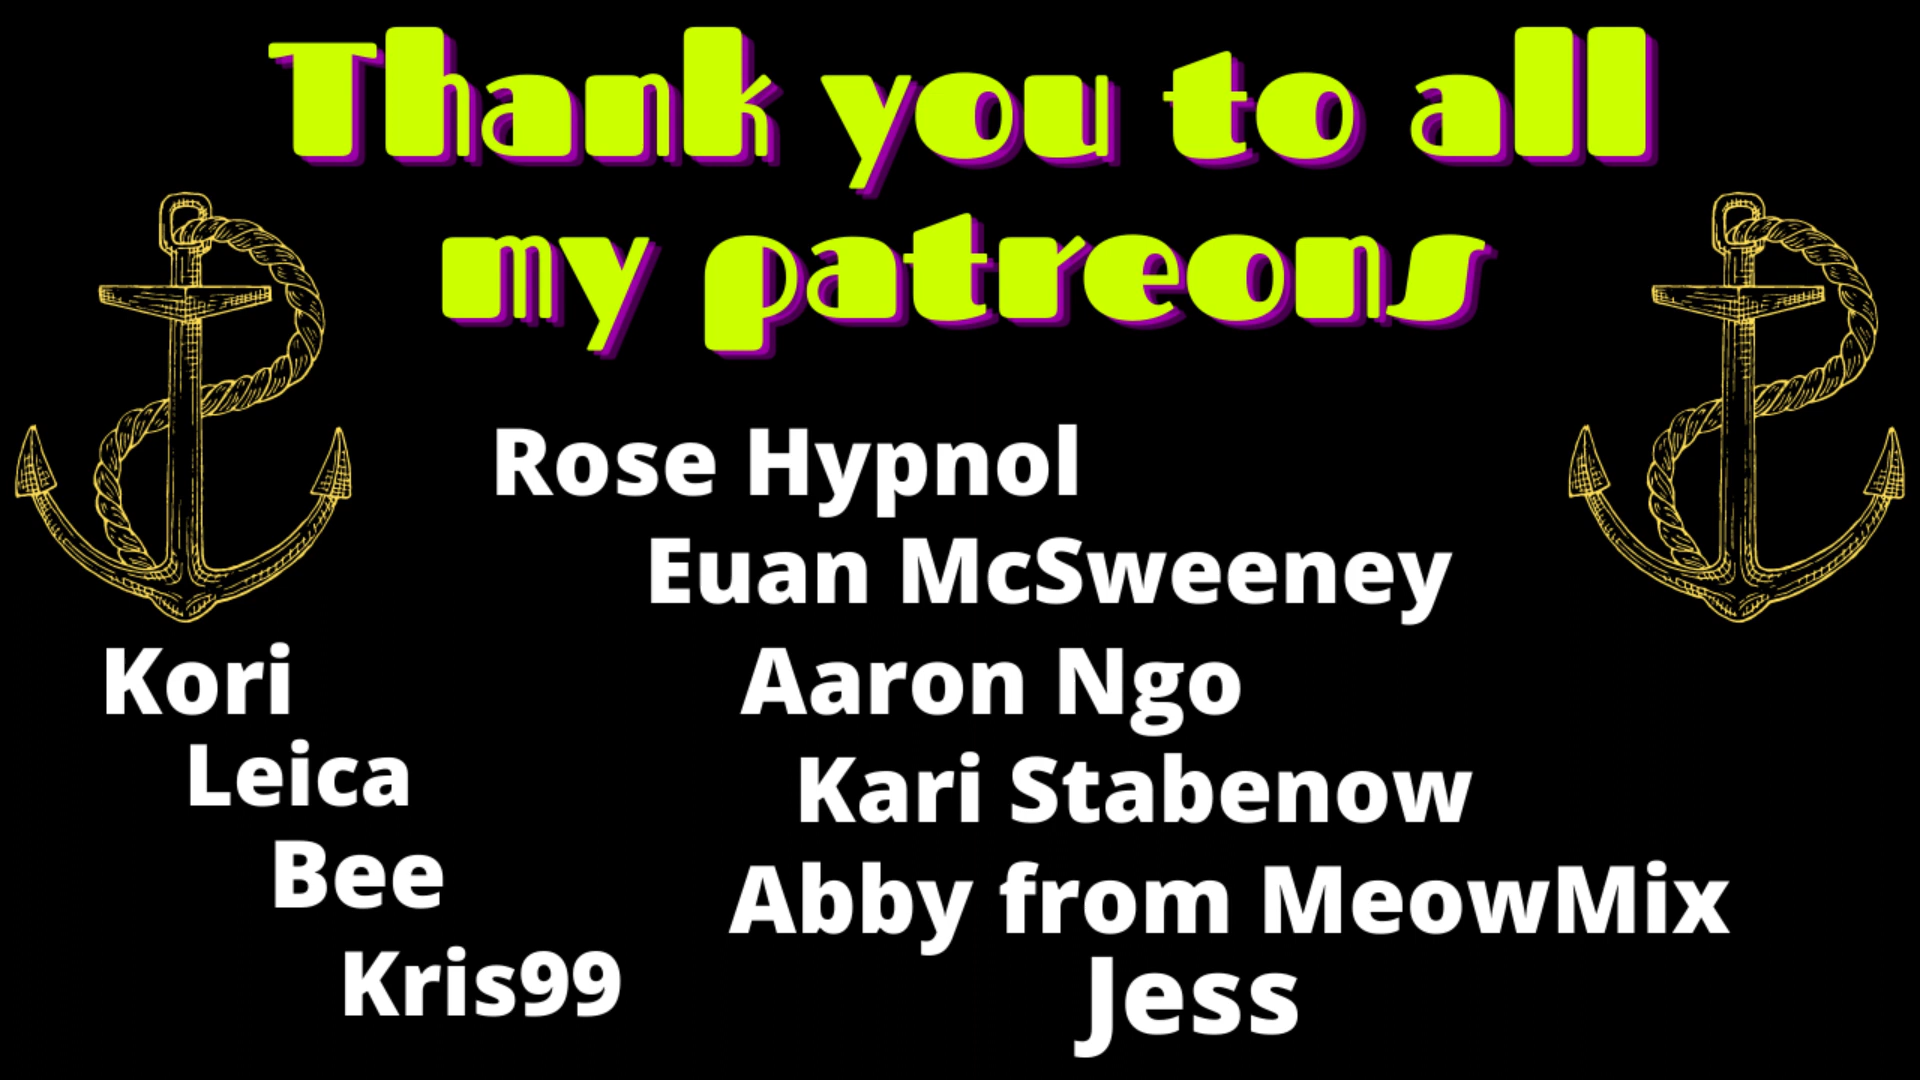 Thank you to all
my patreons
Rose Hypnol
Euan McSweeney
Kori
Aaron Ngo
Leica
Kari Stabenow
Bee
Abby from MeowMix
Kris99
Jess